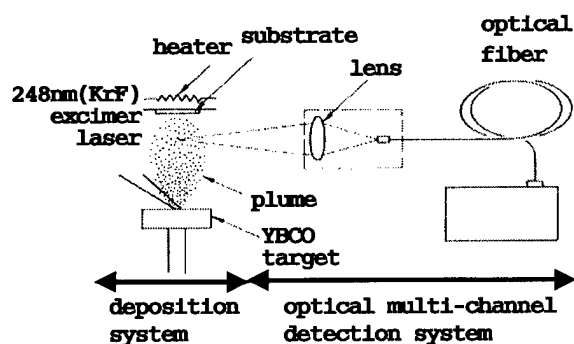 optical
fiber
heater
substrate
lens
248nm(KrF)
excimer
laser
plume
YBCO
target
deposition
system
optical multi-channel
detection system